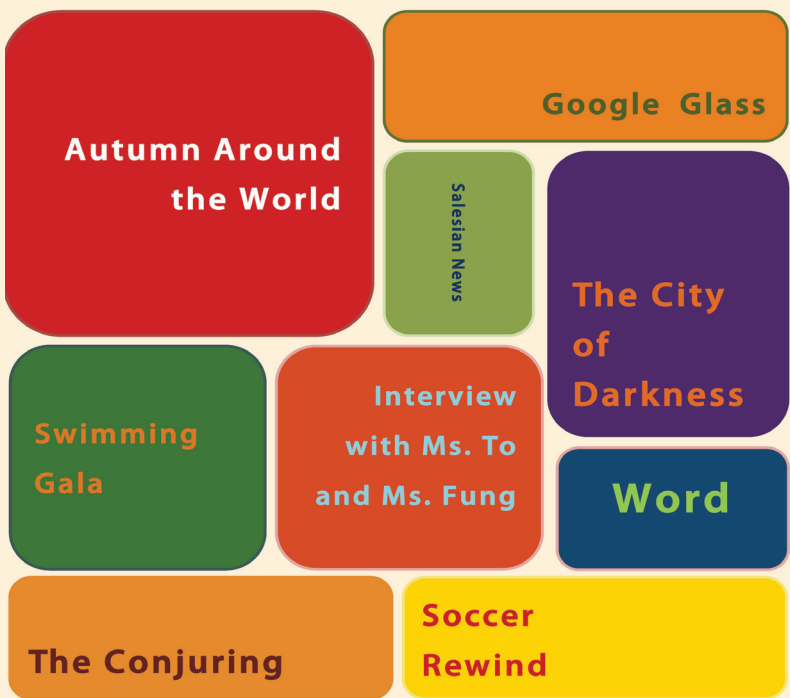 Autumn Around
the World
Google Glass
Salesian News
The City
of
Darkness
Swimming
Gala
Interview
with Ms. To
and Ms. Fung
Word
The Conjuring
Soccer
Rewind